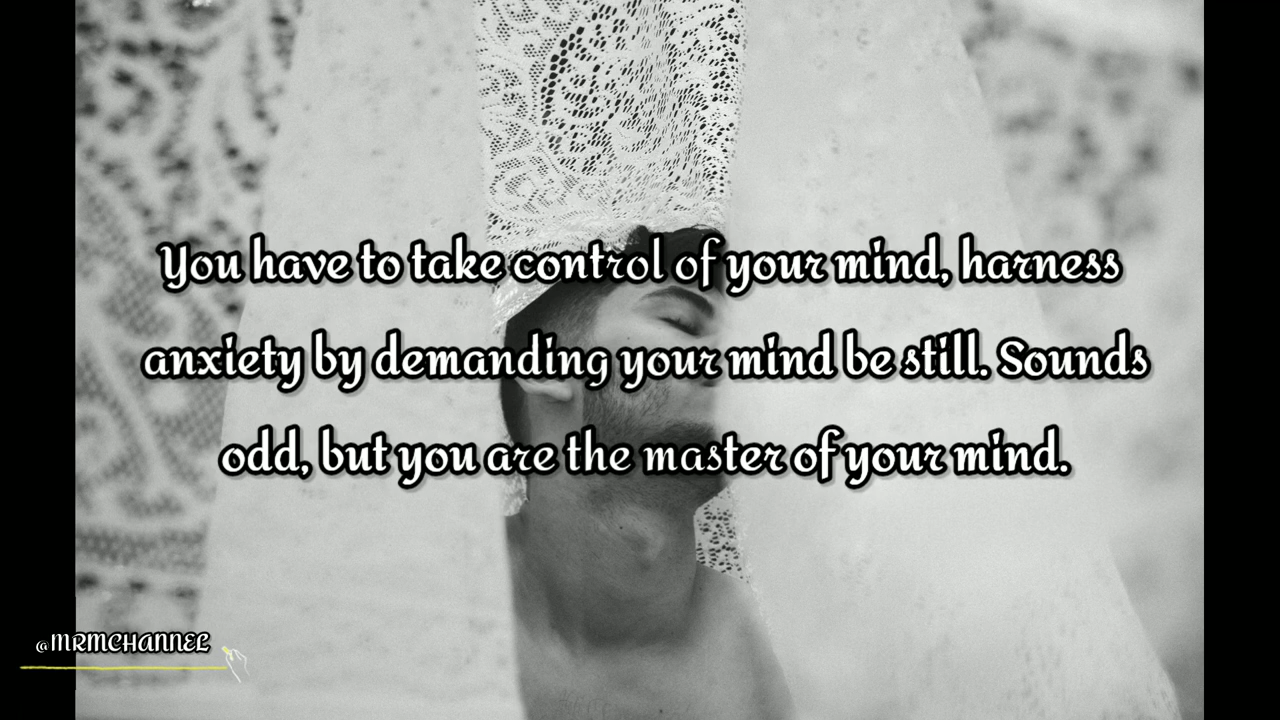 You have to take control of your mind, harness
anxiety by demanding your mind be still. Sounds
odd, but you are the master of your mind.
@MRMCHANNEL